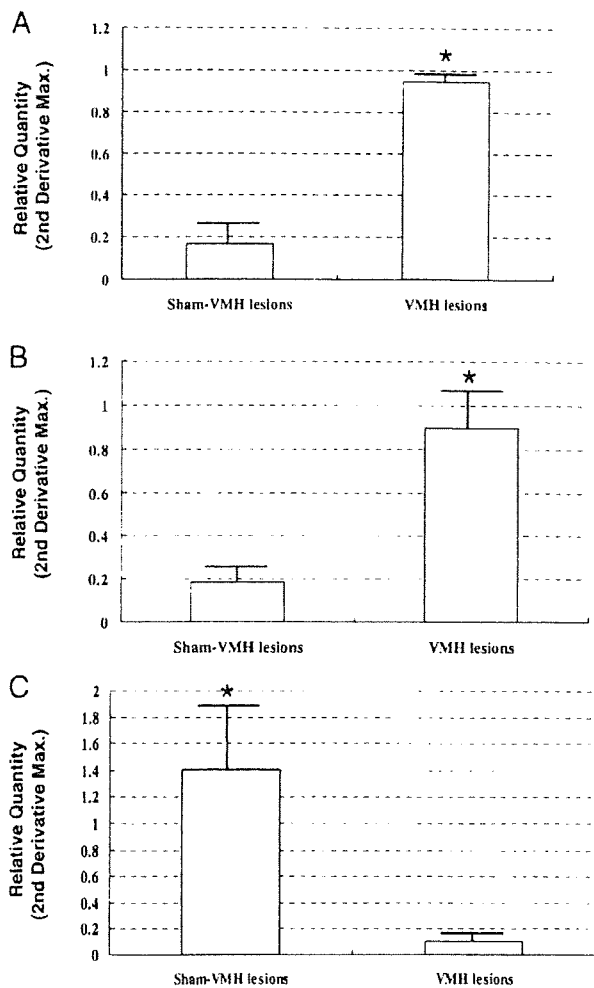 A
Relative Quantity
(2nd Derivative Max.)
1.2
1
0.8
0.6
0.4
0.2
0
*
Sham-VMH lesions
VMH lesions
B
Relative Quantity
(2nd Derivative Max.)
1.2
1
0.8
0.6
0.4
0.2
0
*
Sham-VMH lesions
VMH lesions
C
Relative Quantity
(2nd Derivative Max.)
2
1.8
1.6
1.4
1.2
1
0.8
0.6
0.4
0.2
0
*
Sham-VMH lesions
VMH lesions